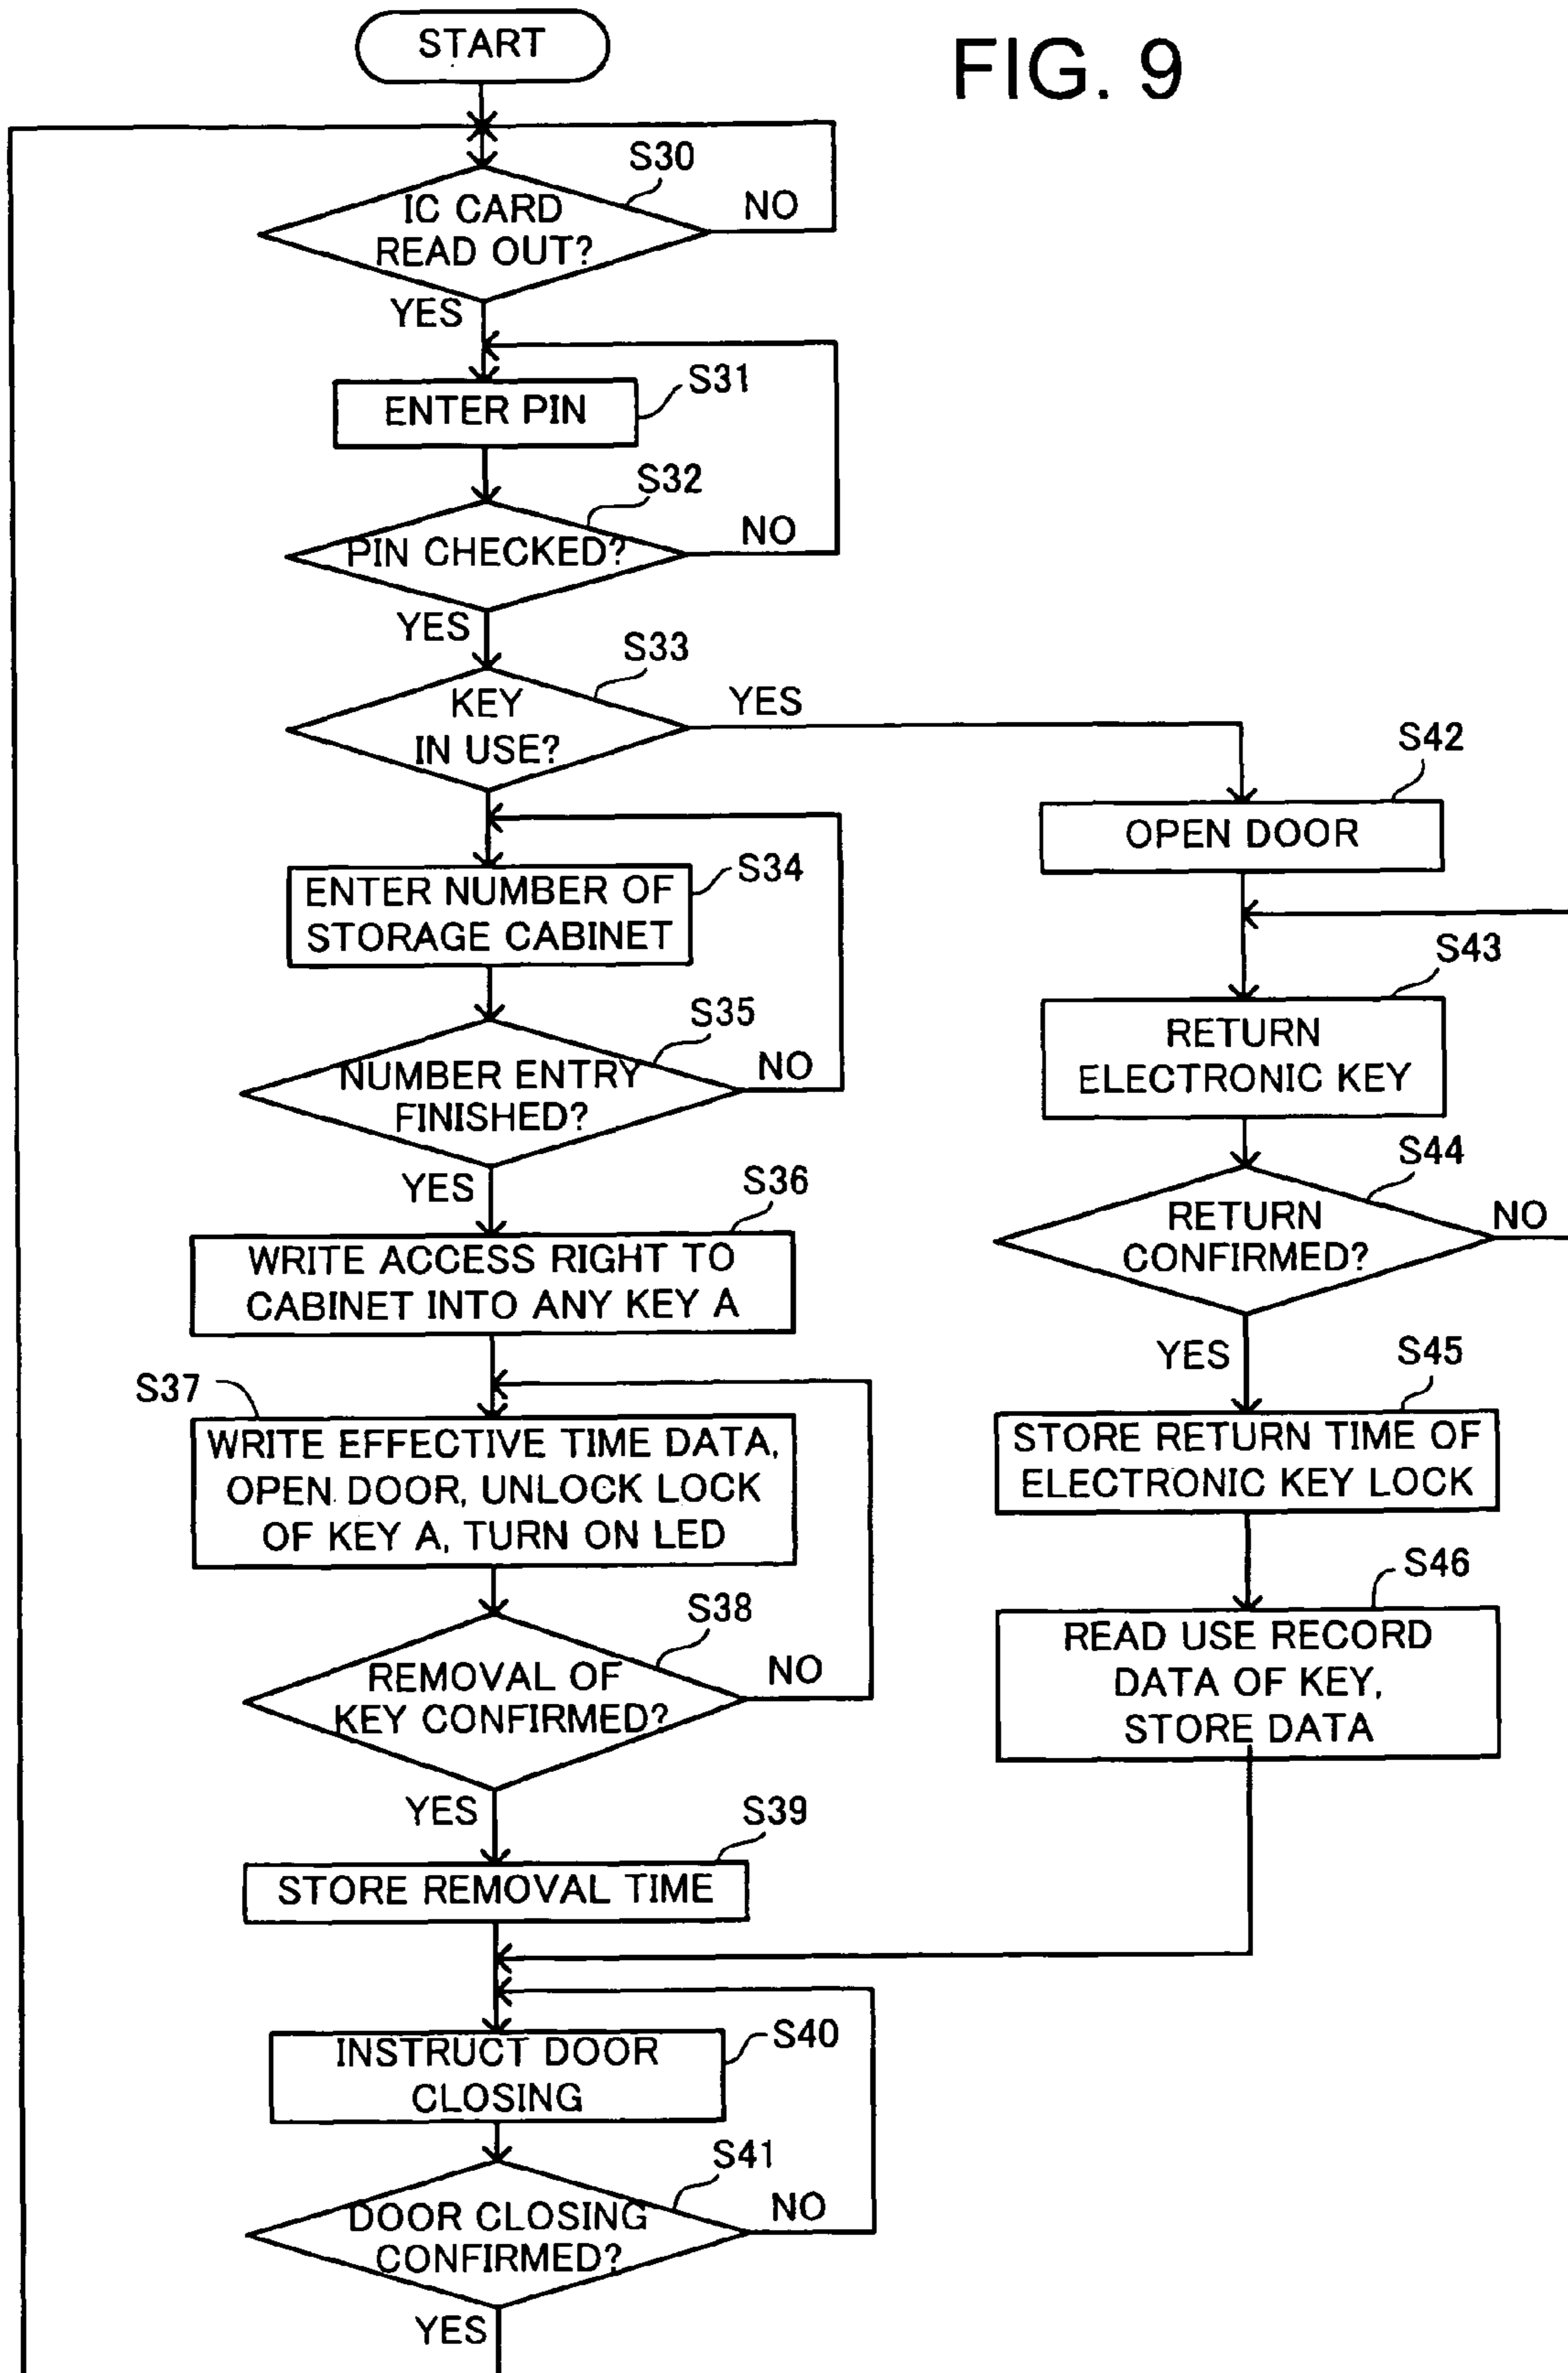 START
FIG. 9
S30
IC CARD
READ OUT?
NO
YES
S31
ENTER PIN
S32
PIN CHECKED?
NO
YES
S33
KEY
IN USE?
YES
S34
ENTER NUMBER OF
STORAGE CABINET
S35
NUMBER ENTRY
FINISHED?
NO
YES
S36
WRITE ACCESS RIGHT TO
CABINET INTO ANY KEY A
S37
WRITE EFFECTIVE TIME DATA,
OPEN DOOR, UNLOCK LOCK
OF KEY A, TURN ON LED
S38
REMOVAL OF
KEY CONFIRMED?
NO
YES
S39
STORE REMOVAL TIME
S40
INSTRUCT DOOR
CLOSING
S41
DOOR CLOSING
CONFIRMED?
NO
YES
S42
OPEN DOOR
S43
RETURN
ELECTRONIC KEY
S44
RETURN
CONFIRMED?
NO
YES
S45
STORE RETURN TIME OF
ELECTRONIC KEY LOCK
S46
READ USE RECORD
DATA OF KEY,
STORE DATA